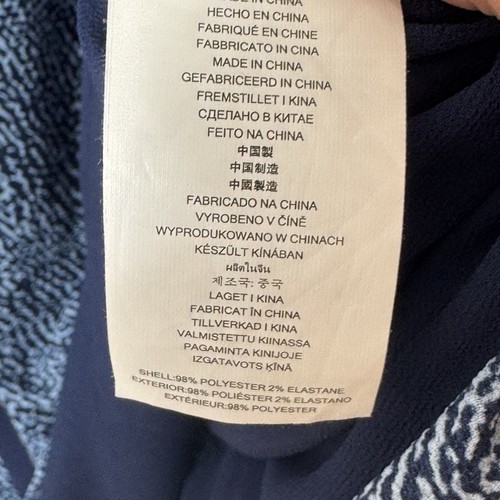 MADE IN CHINA
HECHO EN CHINA
FABRIQUÉ EN CHINE
FABBRICATO IN CINA
MADE IN CHINA
GEFABRICEERD IN CHINA
FREMSTILLET I KINA
СДЕЛАНО В КИТАЕ
FEITO NA CHINA
中国製
中国制造
中國製造
FABRICADO NA CHINA
VYROBENO V ČÍNĚ
WYPRODUKOWANO W CHINACH
KÉSZÜLT KÍNÁBAN
ผลิตในจีน
제조국: 중국
LAGET I KINA
FABRICAT ÎN CHINA
TILLVERKAD I KINA
VALMISTETTU KIINASSA
PAGAMINTA KINIJOJE
IZGATAVOTS ĶĪNĀ
SHELL:98% POLYESTER 2% ELASTANE
EXTERIOR:98% POLIÉSTER 2% ELASTANO
EXTÉRIEUR:98% POLYESTER